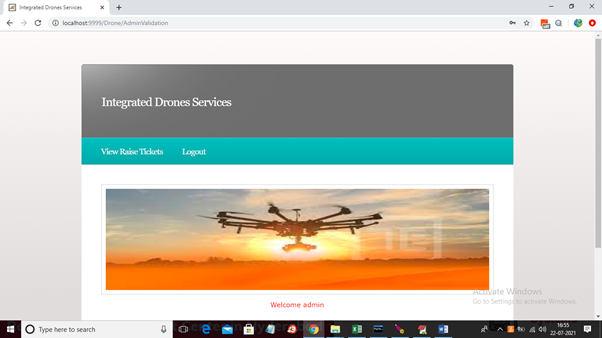 Integrated Drones Services
localhost:9999/Drone/AdminValidation
Integrated Drones Services
View Raise Tickets Logout
Welcome admin
Activate Windows
Go to Settings to activate Windows.
Type here to search
16:55
22-07-2021